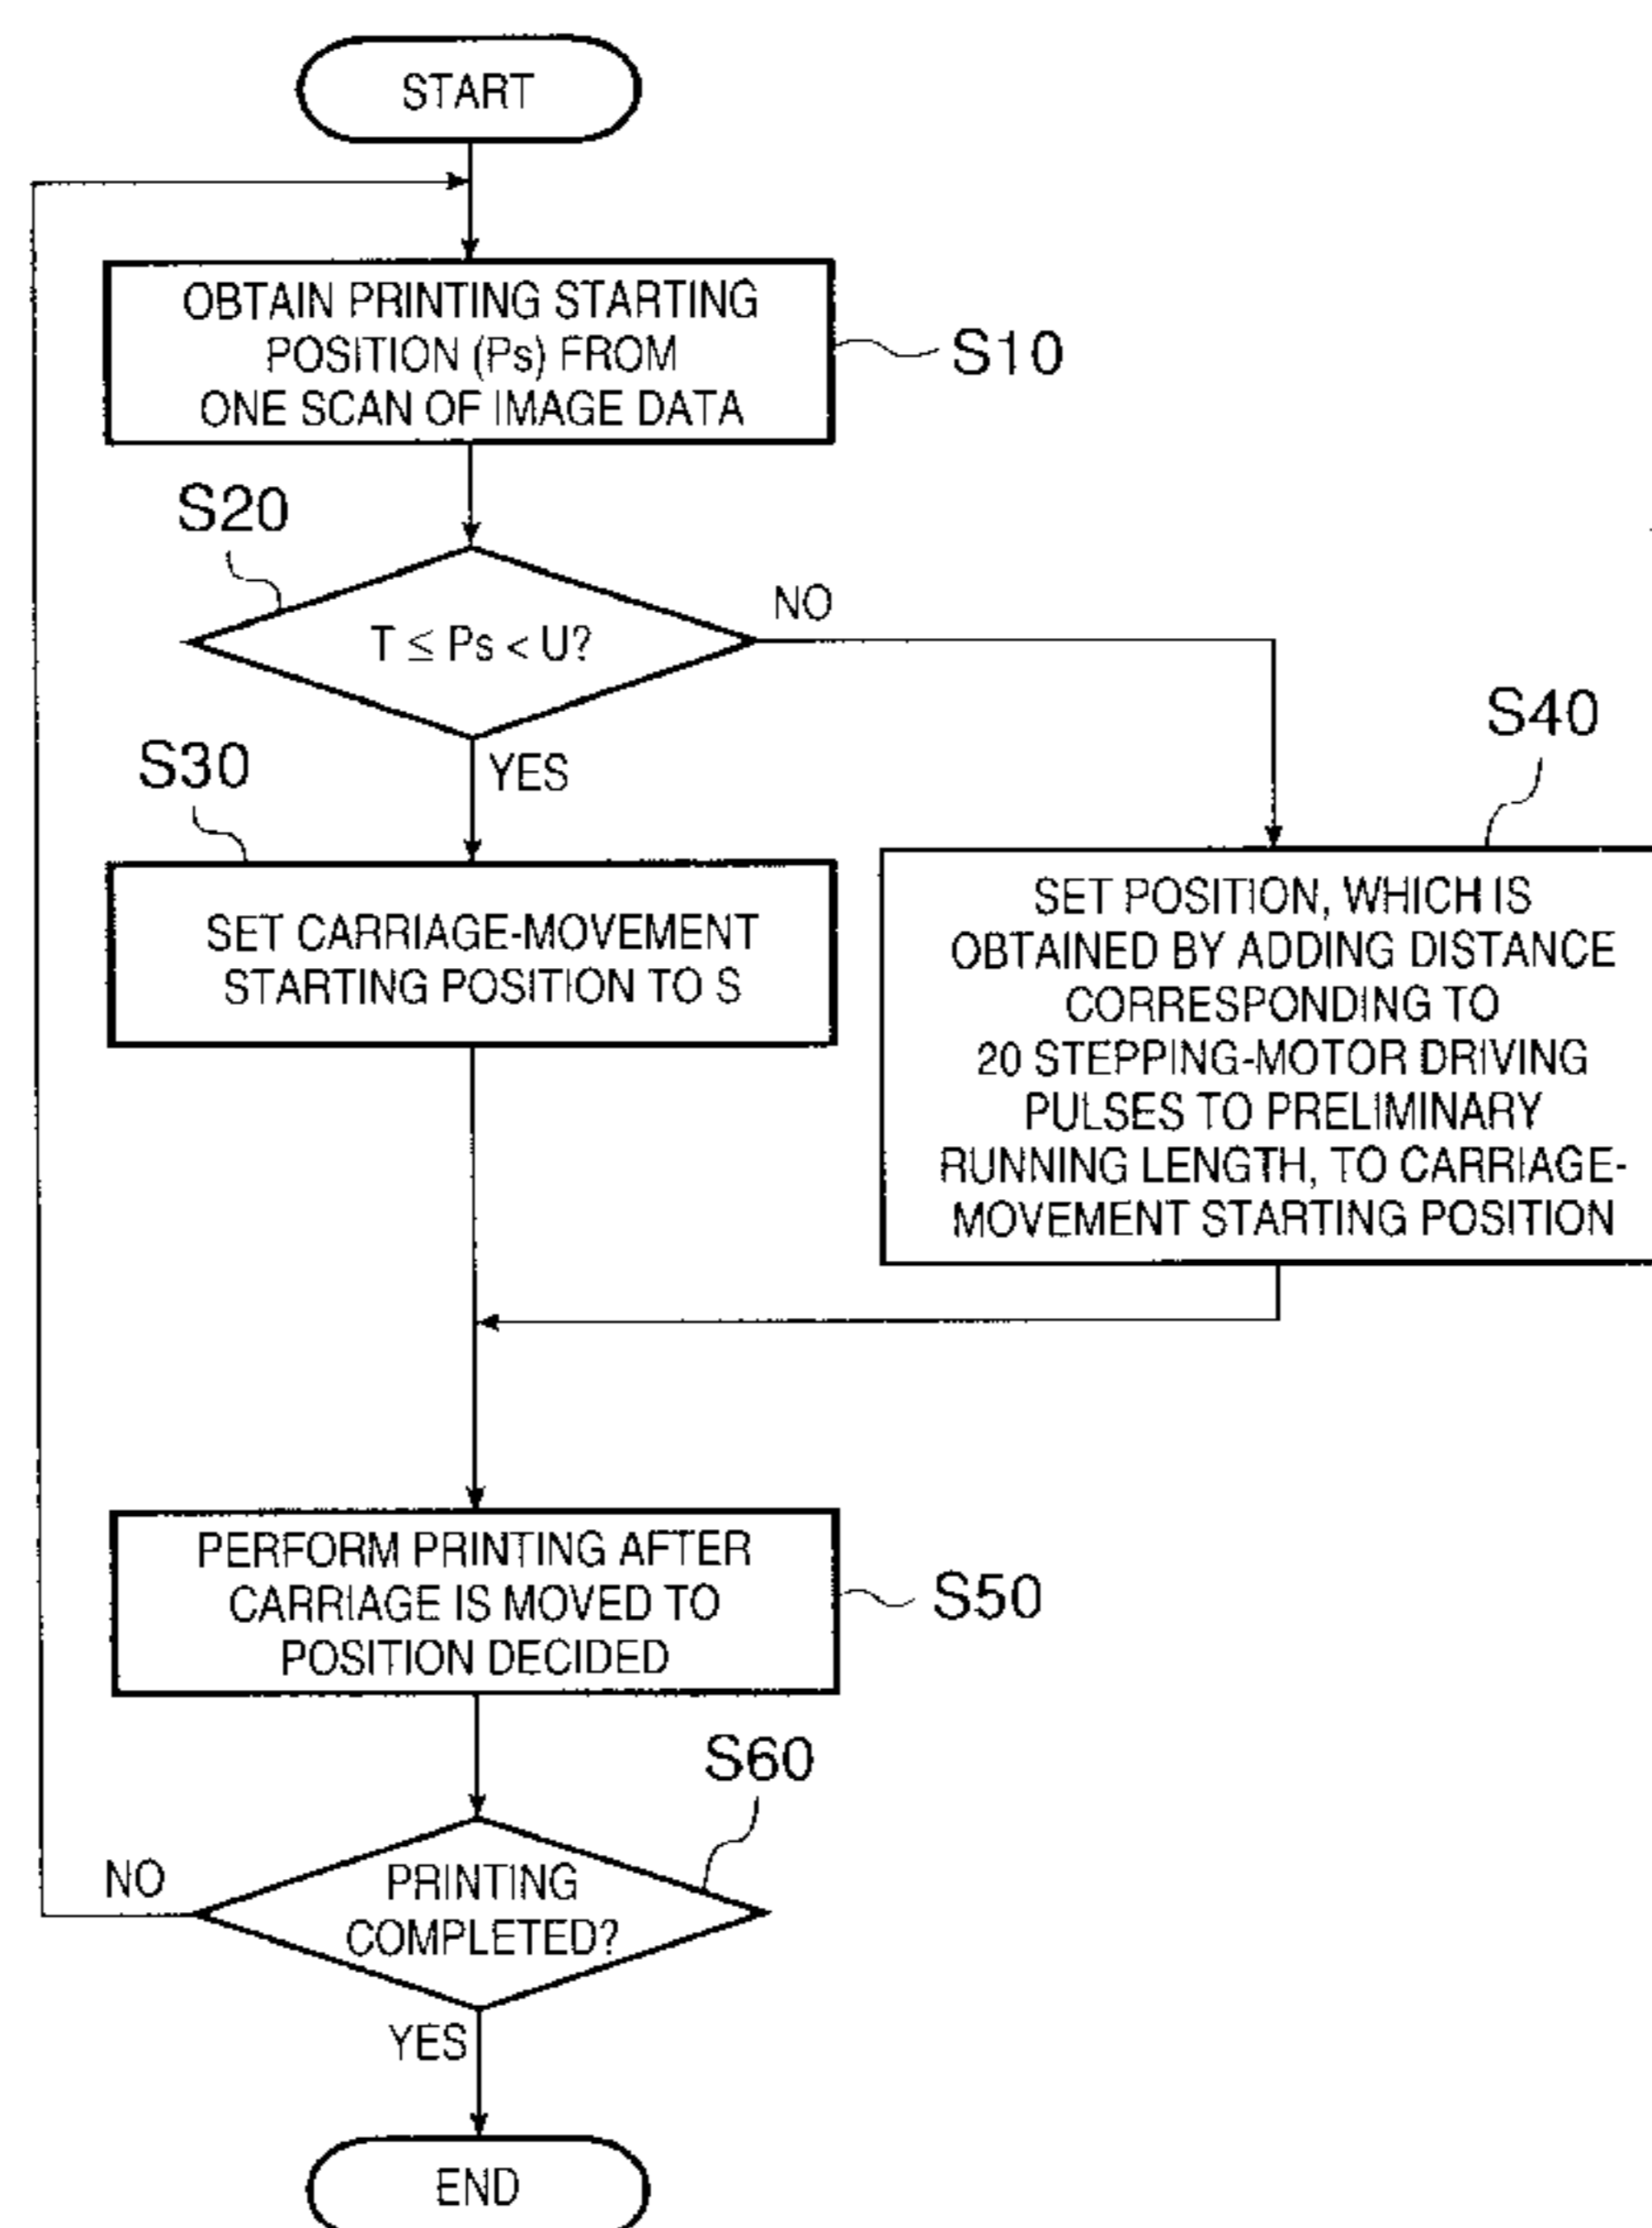 START
OBTAIN PRINTING STARTING
POSITION (Ps) FROM
ONE SCAN OF IMAGE DATA
S10
S20
T ≤ Ps < U?
NO
YES
S30
SET CARRIAGE-MOVEMENT
STARTING POSITION TO S
S40
SET POSITION, WHICH IS
OBTAINED BY ADDING DISTANCE
CORRESPONDING TO
20 STEPPING-MOTOR DRIVING
PULSES TO PRELIMINARY
RUNNING LENGTH, TO CARRIAGE-
MOVEMENT STARTING POSITION
PERFORM PRINTING AFTER
CARRIAGE IS MOVED TO
POSITION DECIDED
S50
S60
PRINTING
COMPLETED?
NO
YES
END